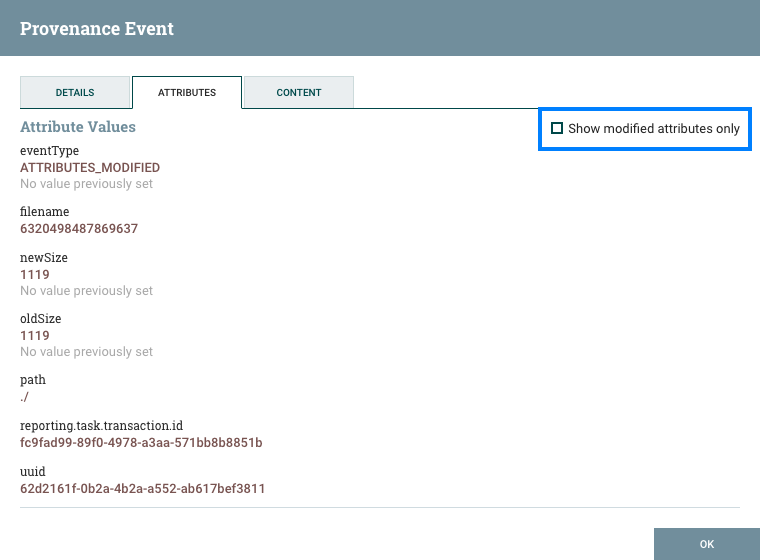 Provenance Event
DETAILS
ATTRIBUTES
CONTENT
Attribute Values
Show modified attributes only
eventType
ATTRIBUTES_MODIFIED
No value previously set
filename
6320498487869637
newSize
1119
No value previously set
oldSize
1119
No value previously set
path
./
reporting.task.transaction.id
fc9fad99-89f0-4978-a3aa-571bb8b8851b
uuid
62d2161f-0b2a-4b2a-a552-ab617bef3811
OK